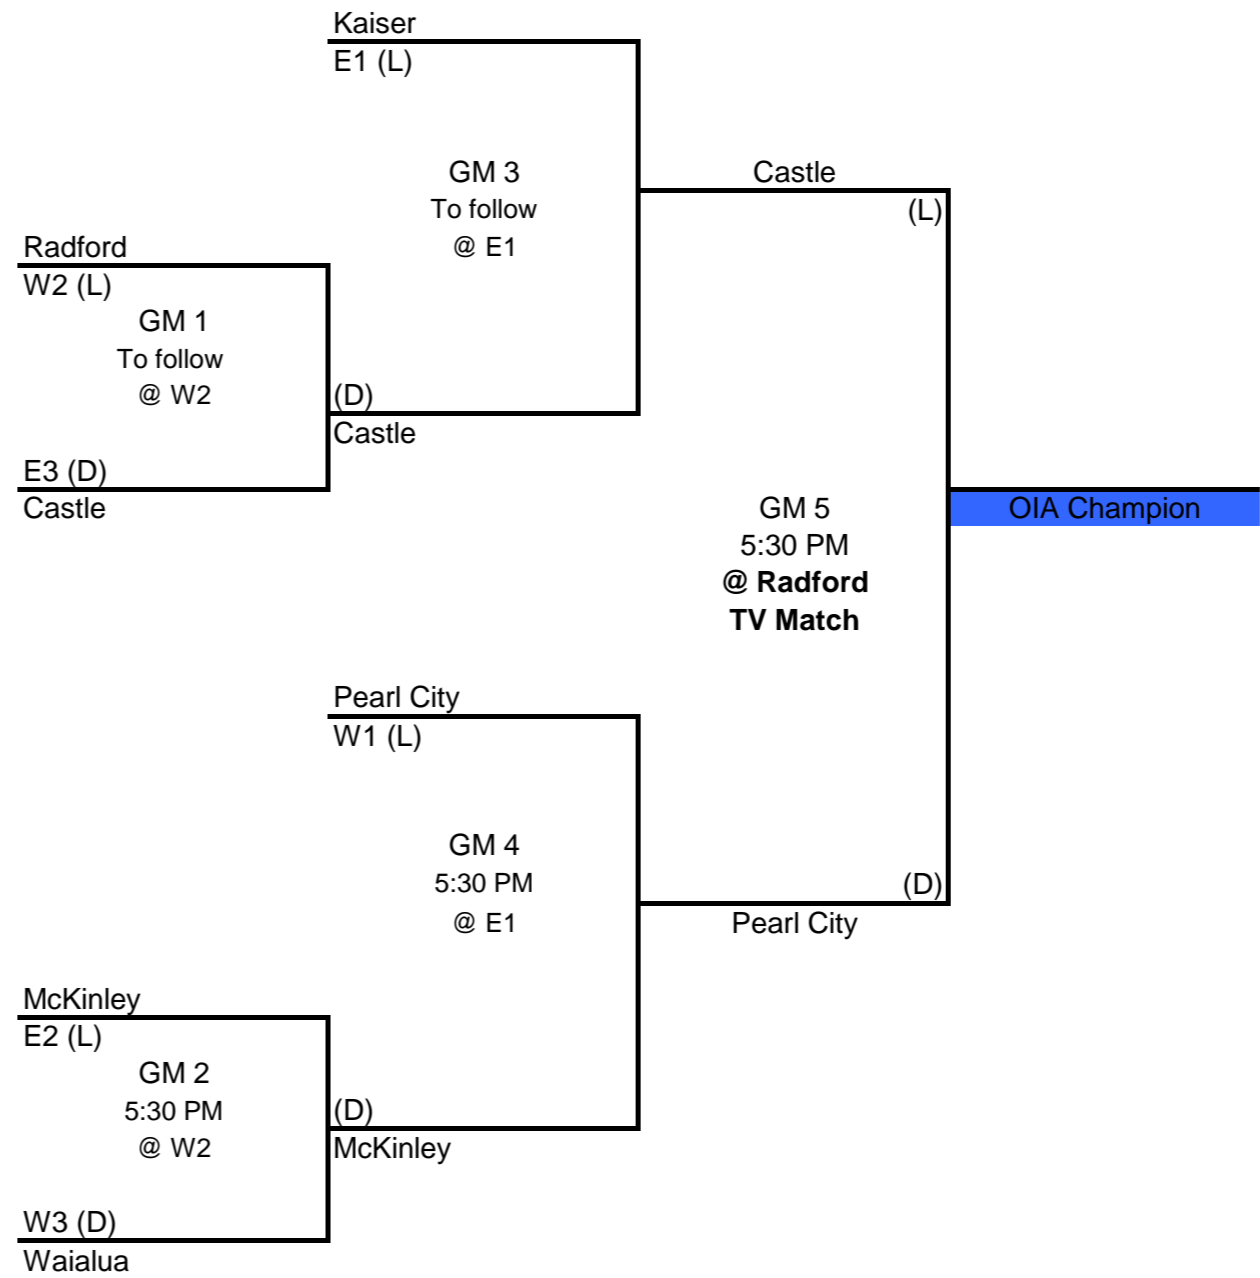 Kaiser
E1 (L)
GM 3
To follow
@ E1
Castle
(L)
Radford
W2 (L)
GM 1
To follow
@ W2
(D)
Castle
E3 (D)
Castle
GM 5
5:30 PM
@ Radford
TV Match
OIA Champion
Pearl City
W1 (L)
GM 4
5:30 PM
@ E1
(D)
Pearl City
McKinley
E2 (L)
GM 2
5:30 PM
@ W2
(D)
McKinley
W3 (D)
Waialua